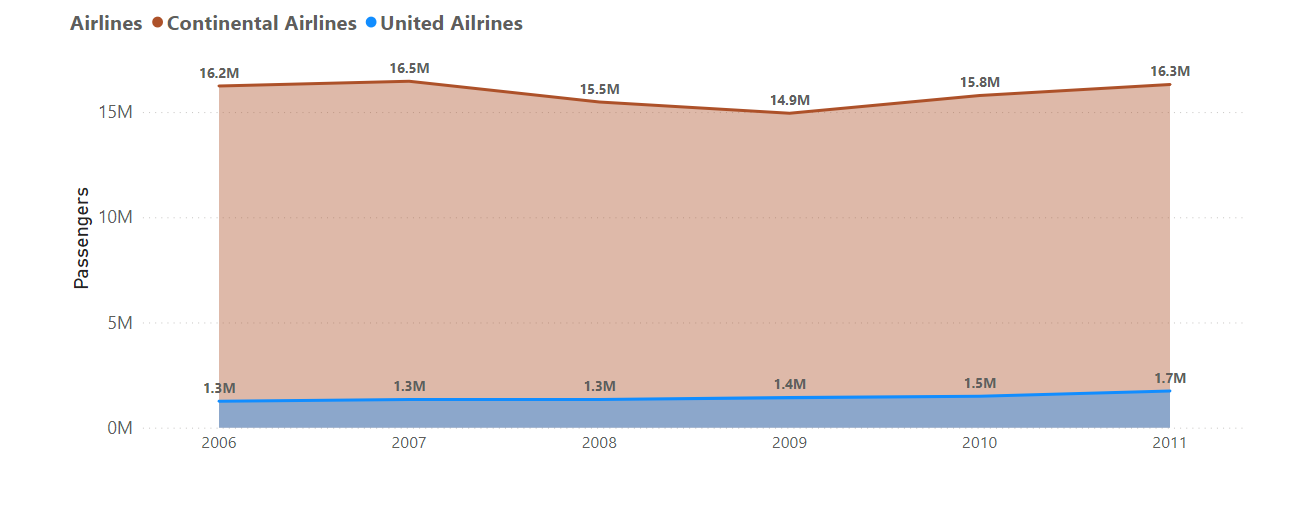 Airlines Continental Airlines United Ailrines
16.2M 16.5M 15.5M 14.9M 15.8M 16.3M
15M
10M
5M
0M
Passengers
1.3M 1.3M 1.3M 1.4M 1.5M 1.7M
2006 2007 2008 2009 2010 2011